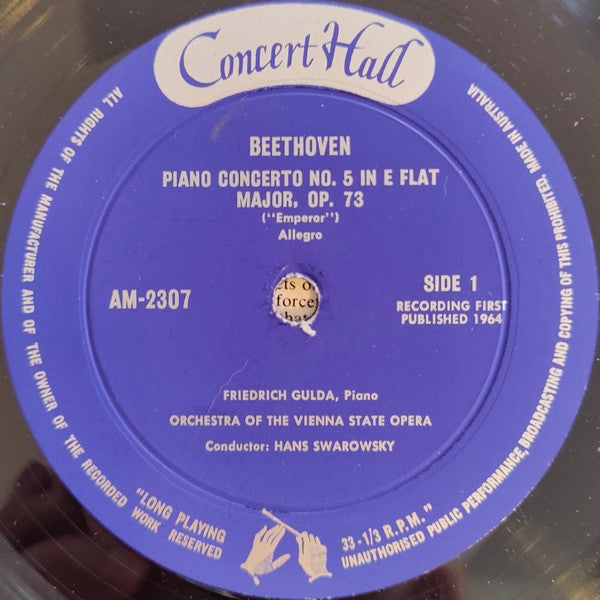 Concert Hall
BEETHOVEN
PIANO CONCERTO NO. 5 IN E FLAT
MAJOR, OP. 73
("Emperor")
Allegro
AM-2307
SIDE 1
RECORDING FIRST
PUBLISHED 1964
cts o
force
hat
FRIEDRICH GULDA, Piano
ORCHESTRA OF THE VIENNA STATE OPERA
Conductor: HANS SWAROWSKY
ALL RIGHTS OF THE MANUFACTURER AND OF THE OWNER OF THE RECORDED WORK RESERVED
"LONG PLAYING
33-1/3 R.P.M."
UNAUTHORISED PUBLIC PERFORMANCE, BROADCASTING AND COPYING OF THIS PROHIBITED. MADE IN AUSTRALIA